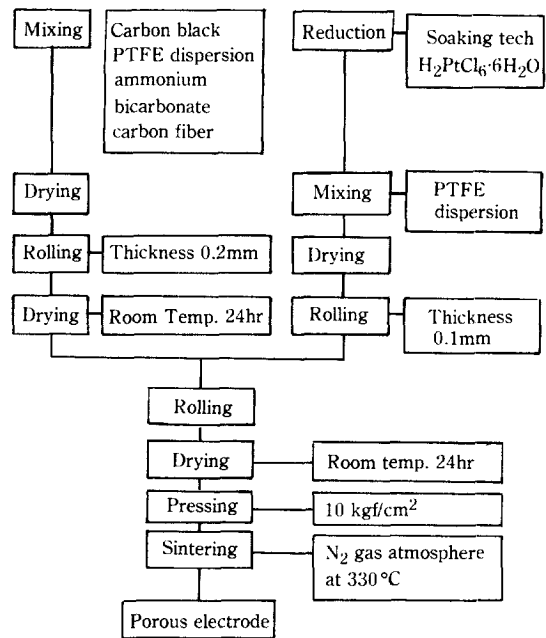 Mixing
Carbon black
PTFE dispersion
ammonium
bicarbonate
carbon fiber
Drying
Rolling
Thickness 0.2mm
Drying
Room Temp. 24hr
Reduction
Soaking tech
H₂PtCl₆·6H₂O
Mixing
PTFE
dispersion
Drying
Rolling
Thickness
0.1mm
Rolling
Drying
Room temp. 24hr
Pressing
10 kgf/cm²
Sintering
N₂ gas atmosphere
at 330°C
Porous electrode